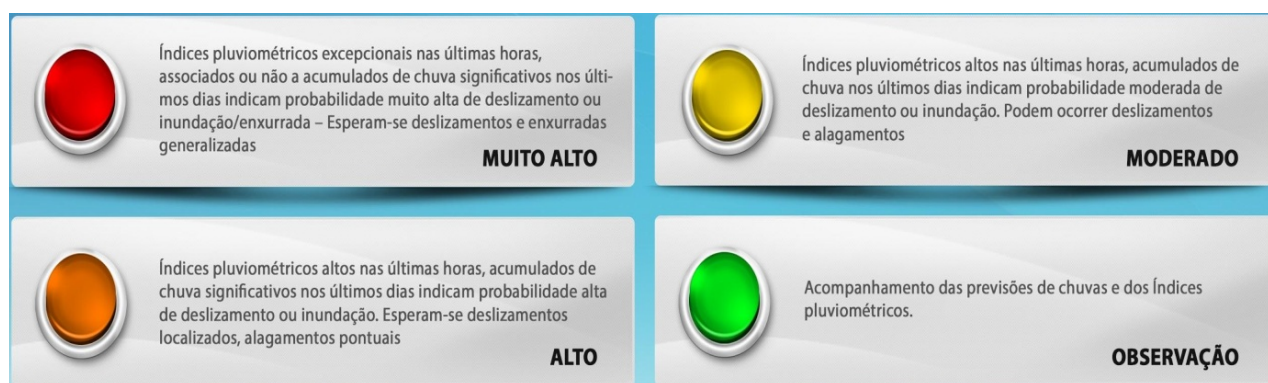 Índices pluviométricos excepcionais nas últimas horas,
associados ou não a acumulados de chuva significativos nos últi-
mos dias indicam probabilidade muito alta de deslizamento ou
inundação/enxurrada – Esperam-se deslizamentos e enxurradas
generalizadas
MUITO ALTO
Índices pluviométricos altos nas últimas horas, acumulados de
chuva nos últimos dias indicam probabilidade moderada de
deslizamento ou inundação. Podem ocorrer deslizamentos
e alagamentos
MODERADO
Índices pluviométricos altos nas últimas horas, acumulados de
chuva significativos nos últimos dias indicam probabilidade alta
de deslizamento ou inundação. Esperam-se deslizamentos
localizados, alagamentos pontuais
ALTO
Acompanhamento das previsões de chuvas e dos Índices
pluviométricos.
OBSERVAÇÃO